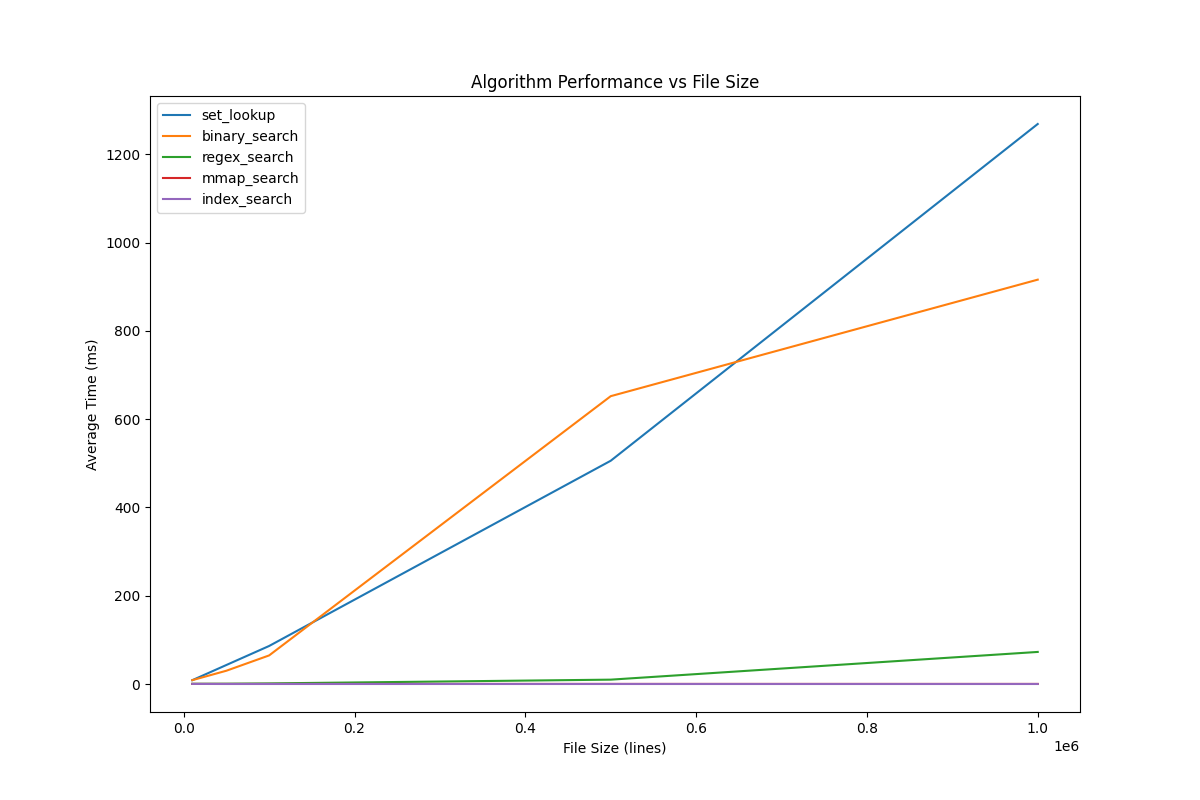 Algorithm Performance vs File Size
set_lookup
binary_search
regex_search
mmap_search
index_search
Average Time (ms)
1200
1000
800
600
400
200
0
0.0 0.2 0.4 0.6 0.8 1.0
1e6
File Size (lines)